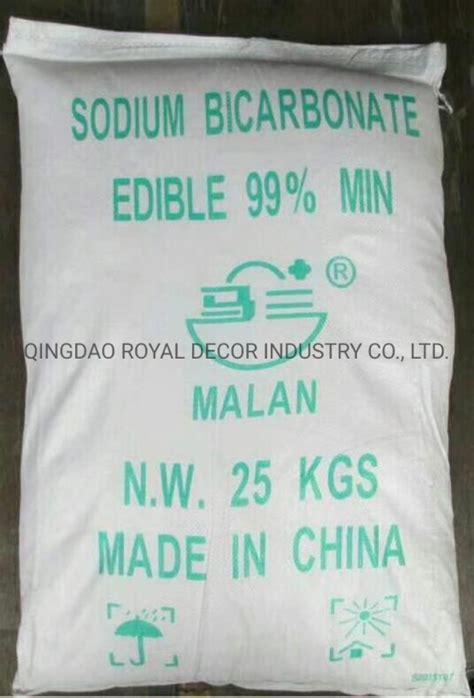 SODIUM BICARBONATE
EDIBLE 99% MIN
®
QINGDAO ROYAL DECOR INDUSTRY CO., LTD.
MALAN
N.W. 25 KGS
MADE IN CHINA